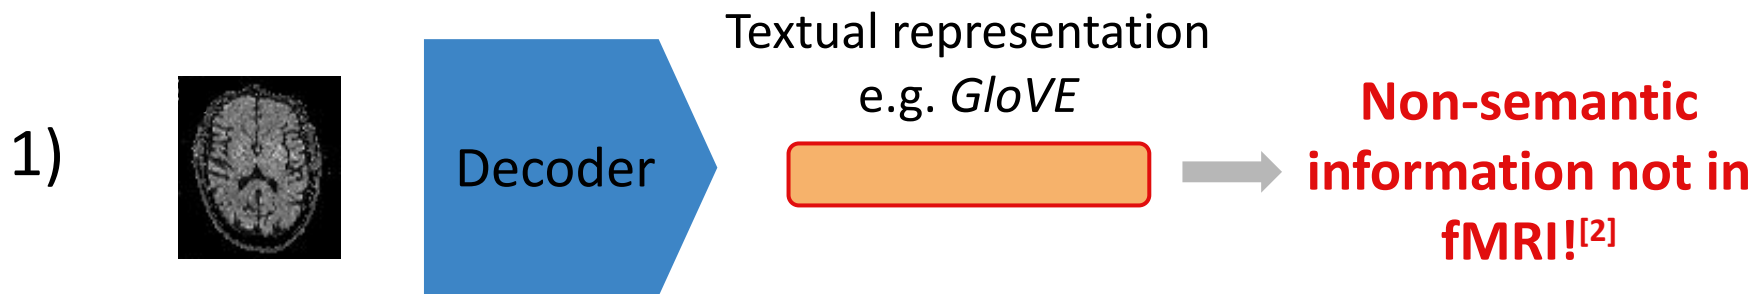 1)
Decoder
Textual representation
e.g. GloVE
Non-semantic
information not in
fMRI![2]